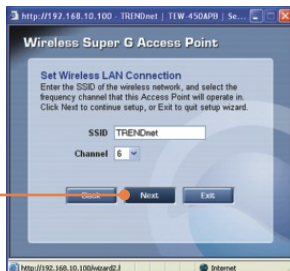 http://192.168.10.100 - TRENDnet | TEW-450APB | Se...
Wireless Super G Access Point
Set Wireless LAN Connection
Enter the SSID of the wireless network, and select the
frequency channel that this Access Point will operate in.
Click Next to continue setup, or Exit to quit setup wizard.
SSID TRENDnet
Channel 6
Back Next Exit
http://192.168.10.100/wizard2.J Internet